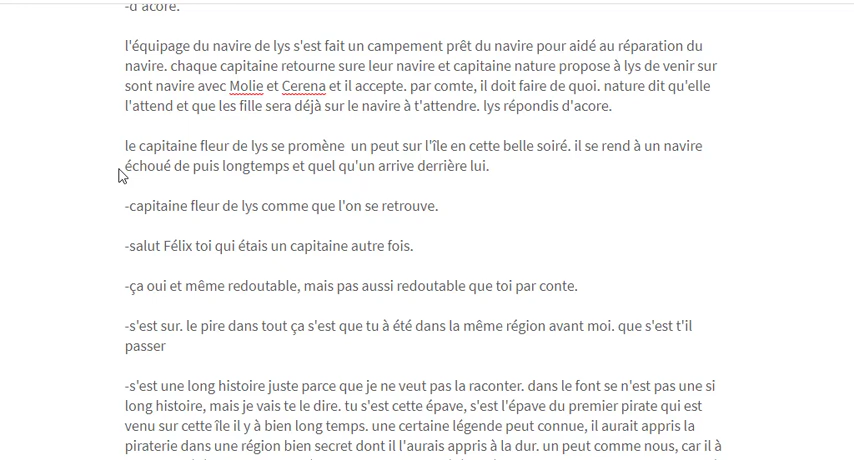 -d'acore.
l'équipage du navire de lys s'est fait un campement prêt du navire pour aidé au réparation du
navire. chaque capitaine retourne sure leur navire et capitaine nature propose à lys de venir sur
sont navire avec Molie et Cerena et il accepte. par comte, il doit faire de quoi. nature dit qu'elle
l'attend et que les fille sera déjà sur le navire à t'attendre. lys répondis d'acore.
le capitaine fleur de lys se promène un peut sur l'île en cette belle soiré. il se rend à un navire
échoué de puis longtemps et quel qu'un arrive derrière lui.
-capitaine fleur de lys comme que l'on se retrouve.
-salut Félix toi qui étais un capitaine autre fois.
-ça oui et même redoutable, mais pas aussi redoutable que toi par conte.
-s'est sur. le pire dans tout ça s'est que tu à été dans la même région avant moi. que s'est t'il
passer
-s'est une long histoire juste parce que je ne veut pas la raconter. dans le font se n'est pas une si
long histoire, mais je vais te le dire. tu s'est cette épave, s'est l'épave du premier pirate qui est
venu sur cette île il y à bien long temps. une certaine légende peut connue, il aurait appris la
piraterie dans une région bien secret dont il l'aurais appris à la dur. un peut comme nous, car il à